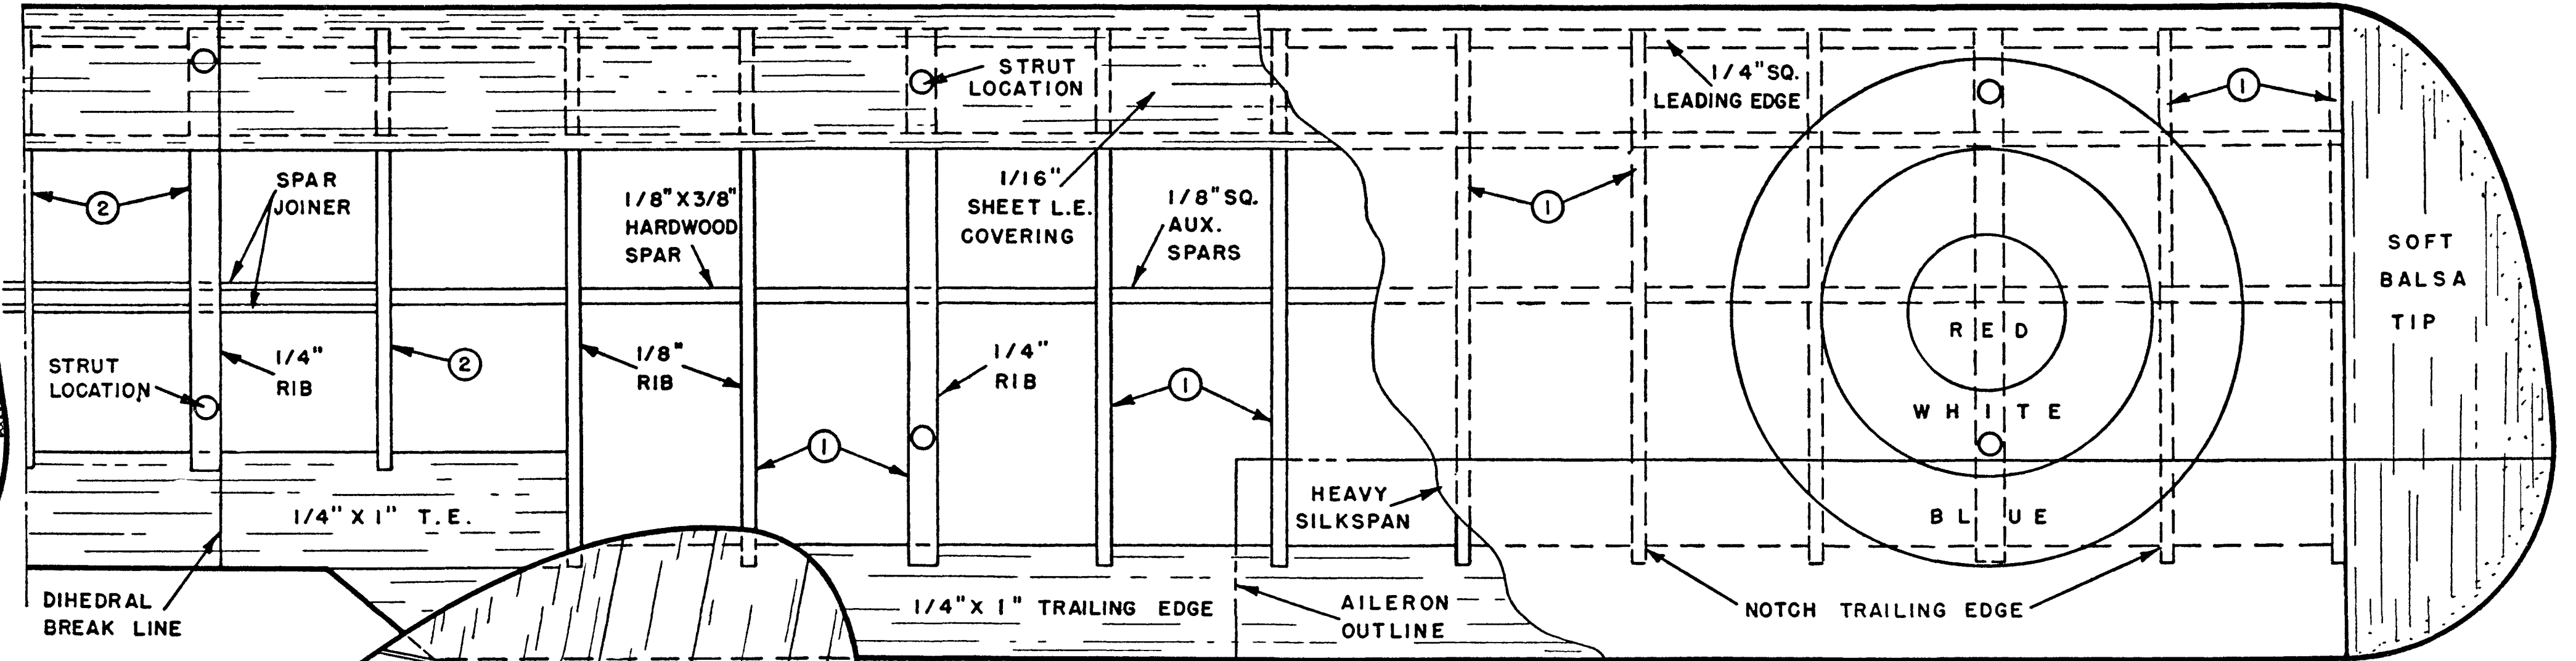 STRUT
LOCATION
1/4" SQ.
LEADING EDGE
1
2
SPAR
JOINER
1/8" X 3/8"
HARDWOOD
SPAR
1/16"
SHEET L.E.
COVERING
1/8" SQ.
AUX.
SPARS
1
SOFT
BALSA
TIP
RED
WHITE
BLUE
STRUT
LOCATION
1/4"
RIB
2
1/8"
RIB
1/4"
RIB
1
1
1/4" X 1" T.E.
HEAVY
SILKSPAN
DIHEDRAL
BREAK LINE
1/4" X 1" TRAILING EDGE
AILERON
OUTLINE
NOTCH TRAILING EDGE